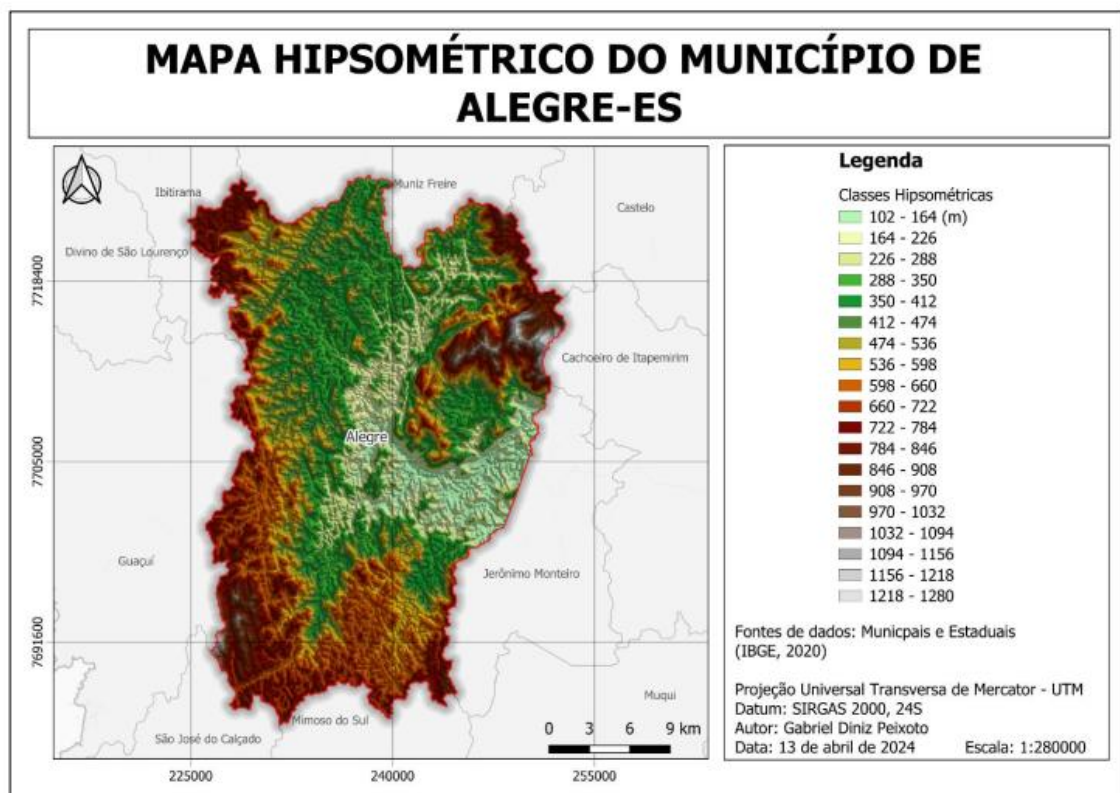 MAPA HIPSOMÉTRICO DO MUNICÍPIO DE
ALEGRE-ES
Ibitirama
Muniz Freire
Castelo
Divino de São Lourenço
7718400
Cachoeiro de Itapemirim
Alegre
7705000
Guaçuí
Jerônimo Monteiro
7691600
Muqui
Mimoso do Sul
São José do Calçado
0 3 6 9 km
225000 240000 255000
Legenda
Classes Hipsométricas
102 - 164 (m)
164 - 226
226 - 288
288 - 350
350 - 412
412 - 474
474 - 536
536 - 598
598 - 660
660 - 722
722 - 784
784 - 846
846 - 908
908 - 970
970 - 1032
1032 - 1094
1094 - 1156
1156 - 1218
1218 - 1280
Fontes de dados: Municpais e Estaduais
(IBGE, 2020)
Projeção Universal Transversa de Mercator - UTM
Datum: SIRGAS 2000, 24S
Autor: Gabriel Diniz Peixoto
Data: 13 de abril de 2024 Escala: 1:280000